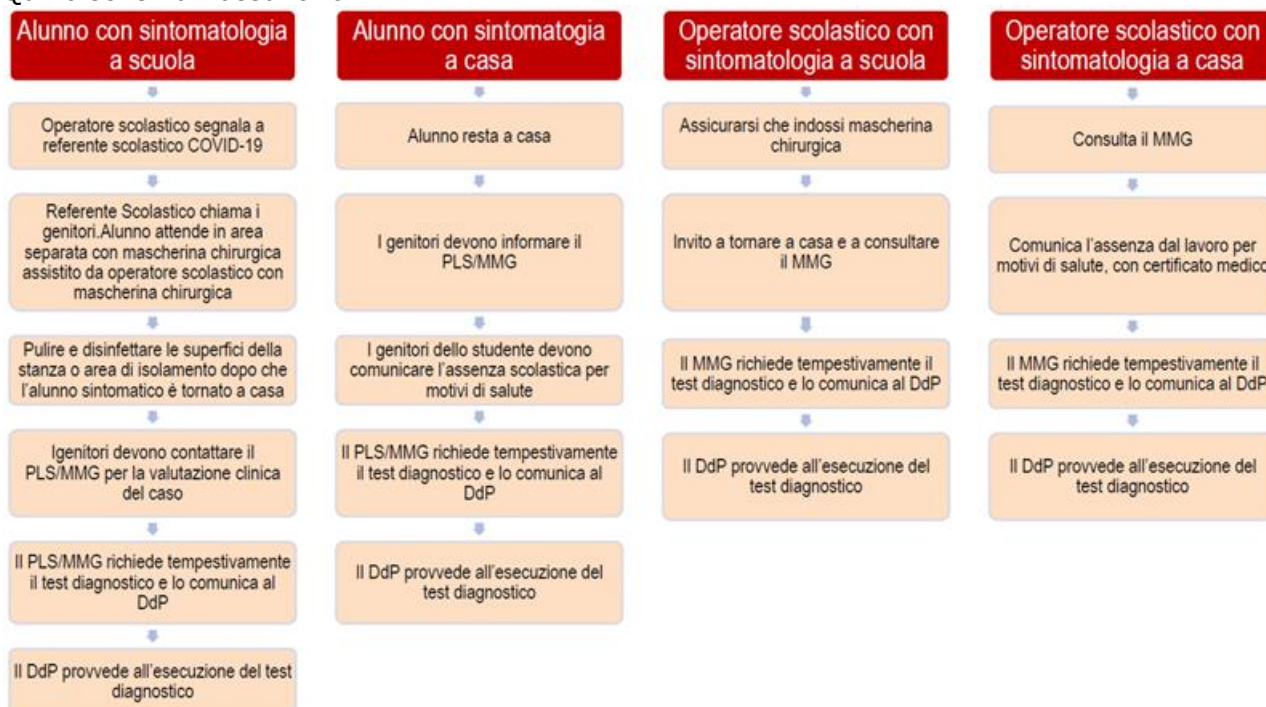 Alunno con sintomatologia
a scuola
Operatore scolastico segnala a
referente scolastico COVID-19
Referente Scolastico chiama i
genitori.Alunno attende in area
separata con mascherina chirurgica
assistito da operatore scolastico con
mascherina chirurgica
Pulire e disinfettare le superfici della
stanza o area di isolamento dopo che
l'alunno sintomatico è tornato a casa
Igenitori devono contattare il
PLS/MMG per la valutazione clinica
del caso
Il PLS/MMG richiede tempestivamente
il test diagnostico e lo comunica al
DdP
Il DdP provvede all'esecuzione del test
diagnostico
Alunno con sintomatogia
a casa
Alunno resta a casa
I genitori devono informare il
PLS/MMG
I genitori dello studente devono
comunicare l'assenza scolastica per
motivi di salute
Il PLS/MMG richiede tempestivamente
il test diagnostico e lo comunica al
DdP
Il DdP provvede all'esecuzione del
test diagnostico
Operatore scolastico con
sintomatologia a scuola
Assicurarsi che indossi mascherina
chirurgica
Invito a tornare a casa e a consultare
il MMG
Il MMG richiede tempestivamente il
test diagnostico e lo comunica al DdP
Il DdP provvede all'esecuzione del
test diagnostico
Operatore scolastico con
sintomatologia a casa
Consulta il MMG
Comunica l'assenza dal lavoro per
motivi di salute, con certificato medico
Il MMG richiede tempestivamente il
test diagnostico e lo comunica al DdP
Il DdP provvede all'esecuzione del
test diagnostico